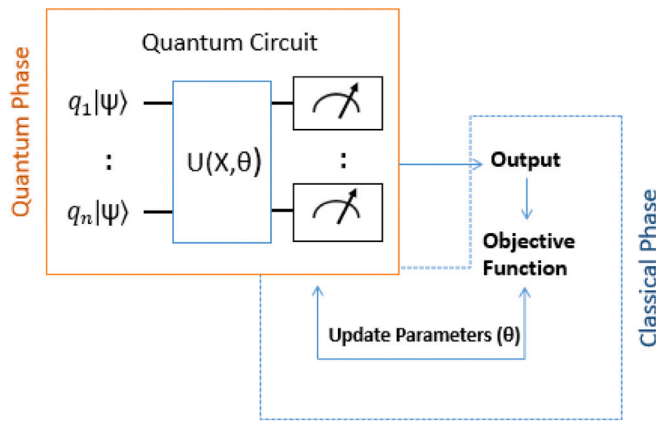 Quantum Phase
Quantum Circuit
q₁|Ψ⟩
⋮
qₙ|Ψ⟩
U(X,θ)
⋮
Output
Objective
Function
Update Parameters (θ)
Classical Phase